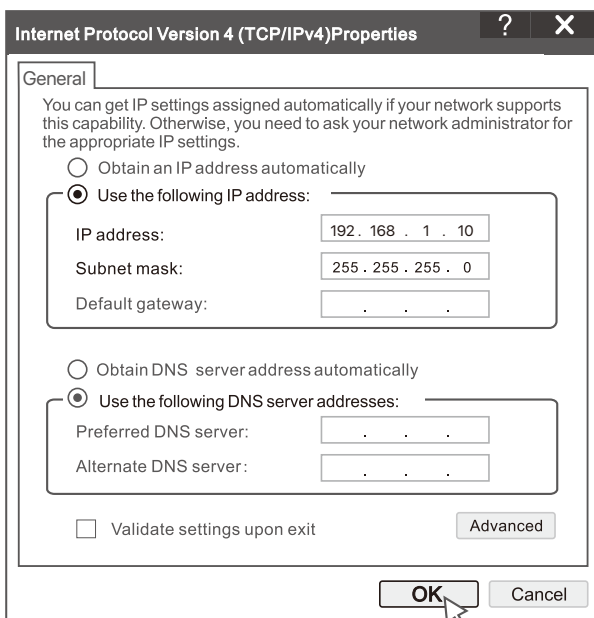 Internet Protocol Version 4 (TCP/IPv4)Properties ? X
General
You can get IP settings assigned automatically if your network supports
this capability. Otherwise, you need to ask your network administrator for
the appropriate IP settings.
Obtain an IP address automatically
Use the following IP address:
IP address: 192. 168 . 1 . 10
Subnet mask: 255 . 255 . 255 . 0
Default gateway: . . .
Obtain DNS server address automatically
Use the following DNS server addresses:
Preferred DNS server: . . .
Alternate DNS server: . . .
Validate settings upon exit Advanced
OK Cancel